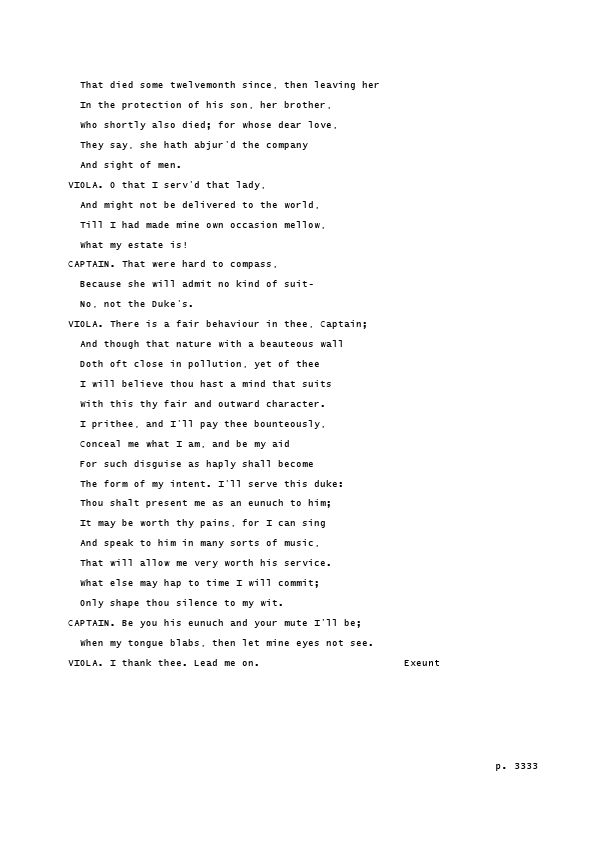 That died some twelvemonth since, then leaving her
In the protection of his son, her brother,
Who shortly also died; for whose dear love,
They say, she hath abjur'd the company
And sight of men.
VIOLA. O that I serv'd that lady,
And might not be delivered to the world,
Till I had made mine own occasion mellow,
What my estate is!
CAPTAIN. That were hard to compass,
Because she will admit no kind of suit-
No, not the Duke's.
VIOLA. There is a fair behaviour in thee, Captain;
And though that nature with a beauteous wall
Doth oft close in pollution, yet of thee
I will believe thou hast a mind that suits
With this thy fair and outward character.
I prithee, and I'll pay thee bounteously,
Conceal me what I am, and be my aid
For such disguise as haply shall become
The form of my intent. I'll serve this duke:
Thou shalt present me as an eunuch to him;
It may be worth thy pains, for I can sing
And speak to him in many sorts of music,
That will allow me very worth his service.
What else may hap to time I will commit;
Only shape thou silence to my wit.
CAPTAIN. Be you his eunuch and your mute I'll be;
When my tongue blabs, then let mine eyes not see.
VIOLA. I thank thee. Lead me on. Exeunt
p. 3333